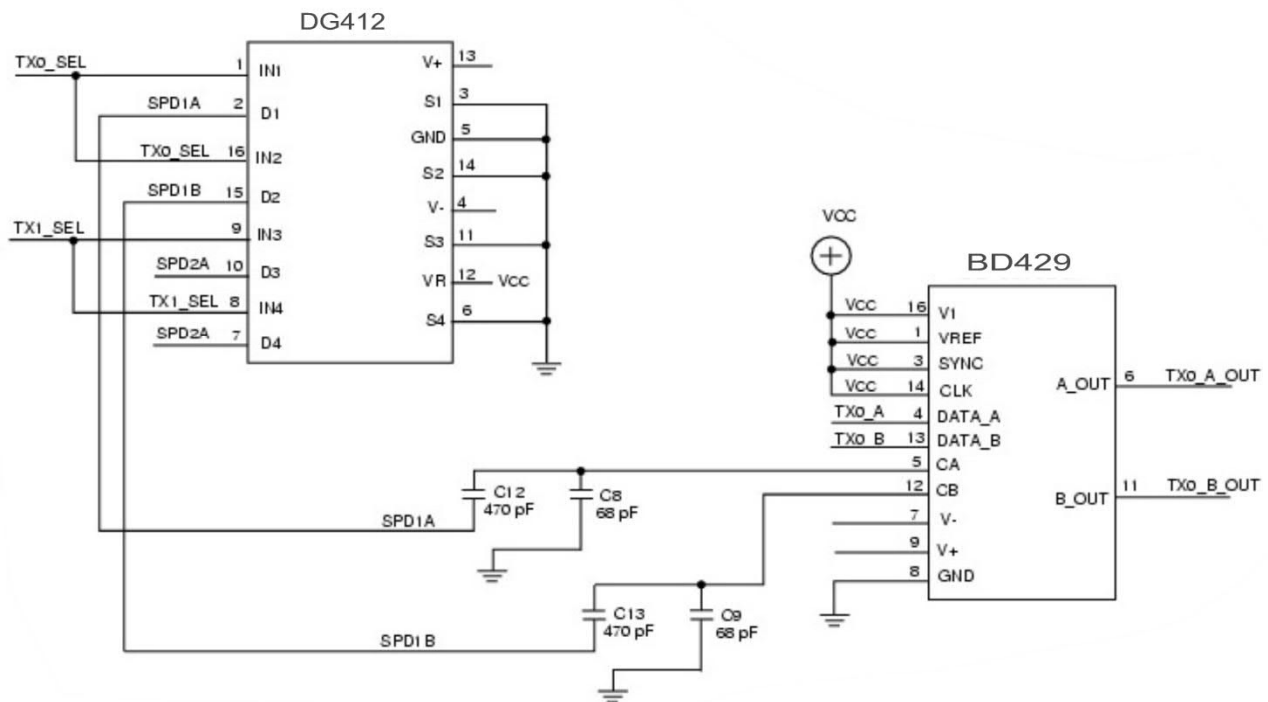 DG412
TX0_SEL
1 IN1
V+ 13
SPD1A 2 D1
S1 3
GND 5
TX0_SEL 16 IN2
S2 14
SPD1B 15 D2
V- 4
TX1_SEL
9 IN3
S3 11
SPD2A 10 D3
VR 12 VCC
TX1_SEL 8 IN4
S4 6
SPD2A 7 D4
VCC
BD429
VCC 16 V1
VCC 1 VREF
VCC 3 SYNC
VCC 14 CLK
A_OUT 6 TX0_A_OUT
TX0_A 4 DATA_A
TX0_B 13 DATA_B
5 CA
12 CB
B_OUT 11 TX0_B_OUT
C12
470 pF
C8
68 pF
SPD1A
7 V-
9 V+
8 GND
C13
470 pF
C9
68 pF
SPD1B